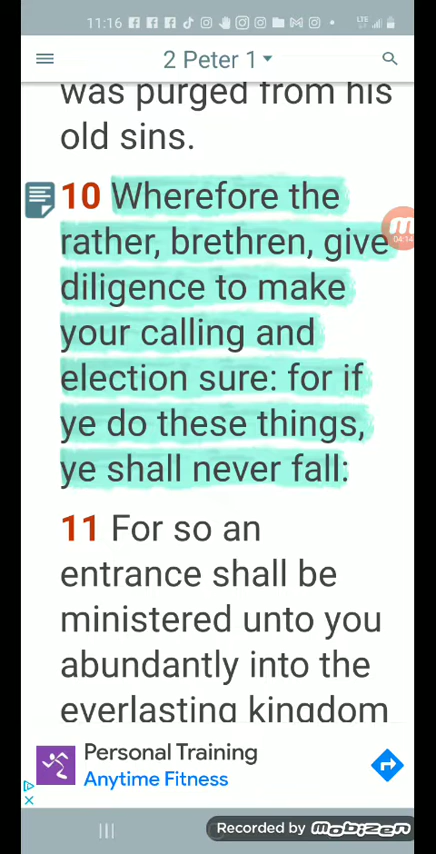 11:16
LTE
2 Peter 1
was purged from his
old sins.
10 Wherefore the
rather, brethren, give
diligence to make
your calling and
election sure: for if
ye do these things,
ye shall never fall:
11 For so an
entrance shall be
ministered unto you
abundantly into the
everlasting kingdom
04:14
Personal Training
Anytime Fitness
Recorded by mobizen